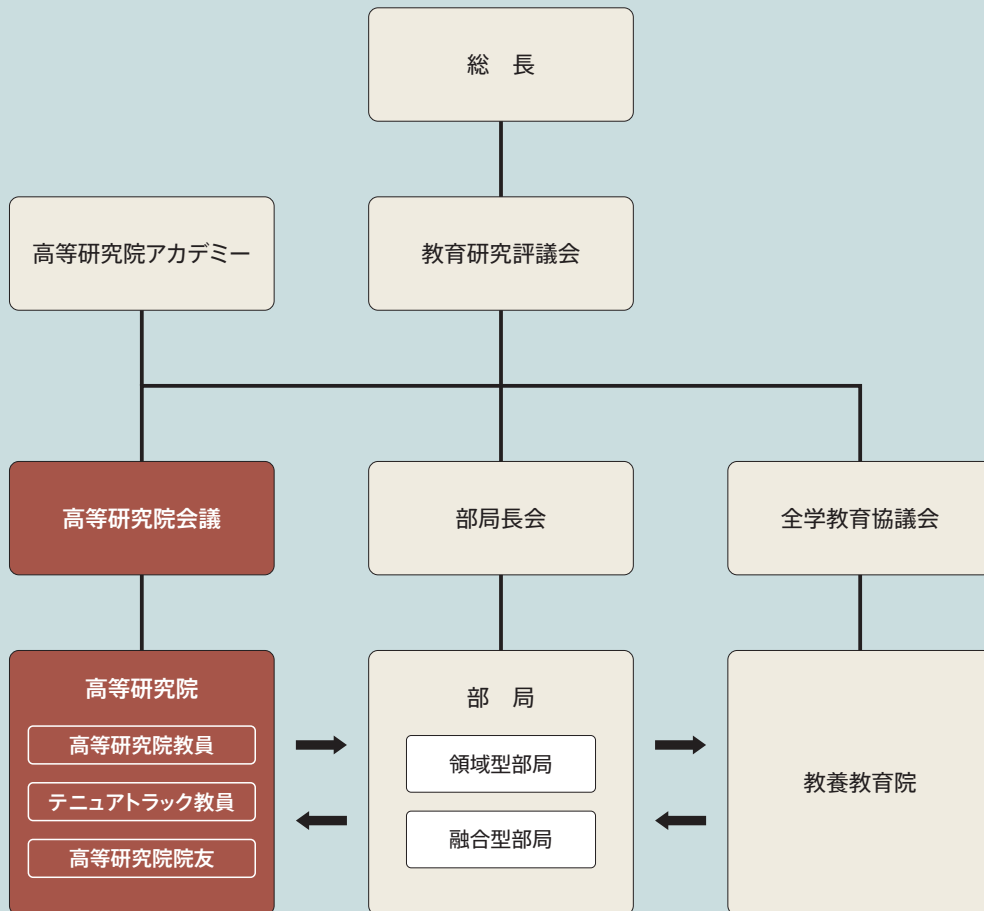 総　長
高等研究院アカデミー
教育研究評議会
高等研究院会議
部局長会
全学教育協議会
高等研究院
高等研究院教員
テニュアトラック教員
高等研究院院友
部　局
領域型部局
融合型部局
教養教育院